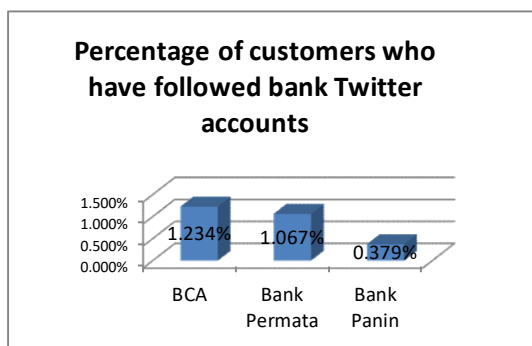 Percentage of customers who
have followed bank Twitter
accounts
1.500%
1.000%
0.500%
0.000%
1.234%
1.067%
0.379%
BCA
Bank
Permata
Bank
Panin